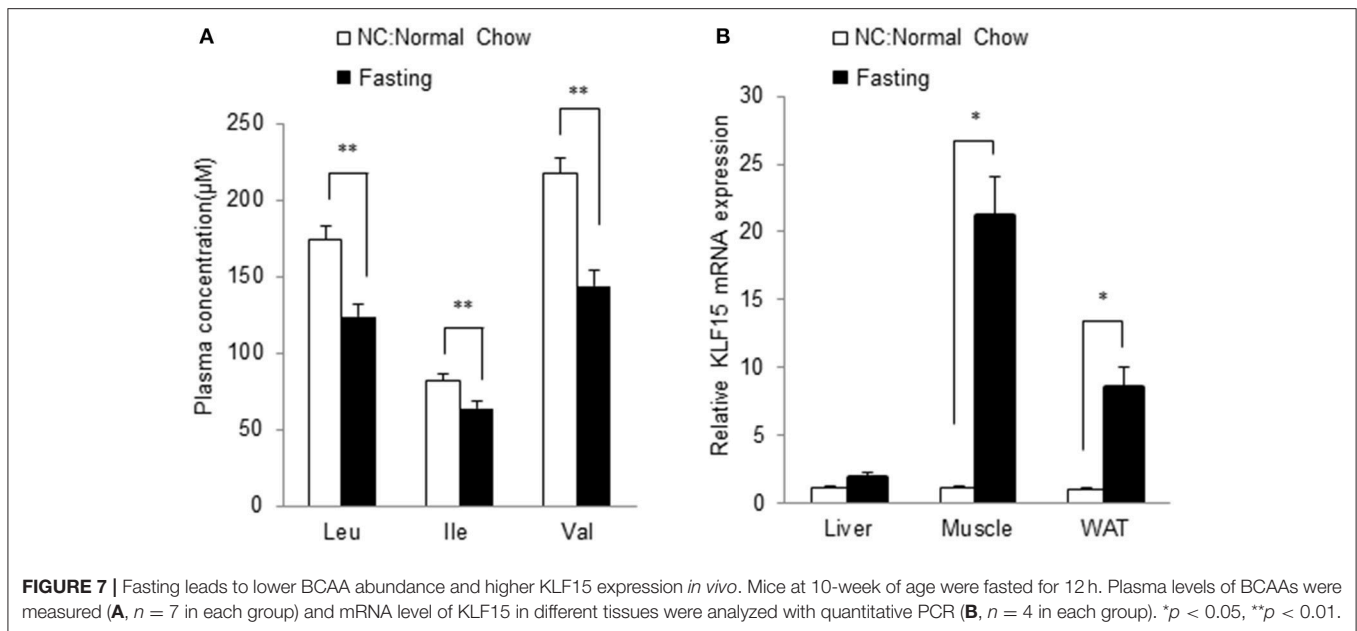 A
NC:Normal Chow
Fasting
Plasma concentration(µM)
250
200
150
100
50
0
**
**
**
Leu Ile Val
B
NC:Normal Chow
Fasting
Relative KLF15 mRNA expression
30
25
20
15
10
5
0
*
*
Liver Muscle WAT
FIGURE 7 | Fasting leads to lower BCAA abundance and higher KLF15 expression in vivo. Mice at 10-week of age were fasted for 12 h. Plasma levels of BCAAs were
measured (A, n = 7 in each group) and mRNA level of KLF15 in different tissues were analyzed with quantitative PCR (B, n = 4 in each group). *p < 0.05, **p < 0.01.